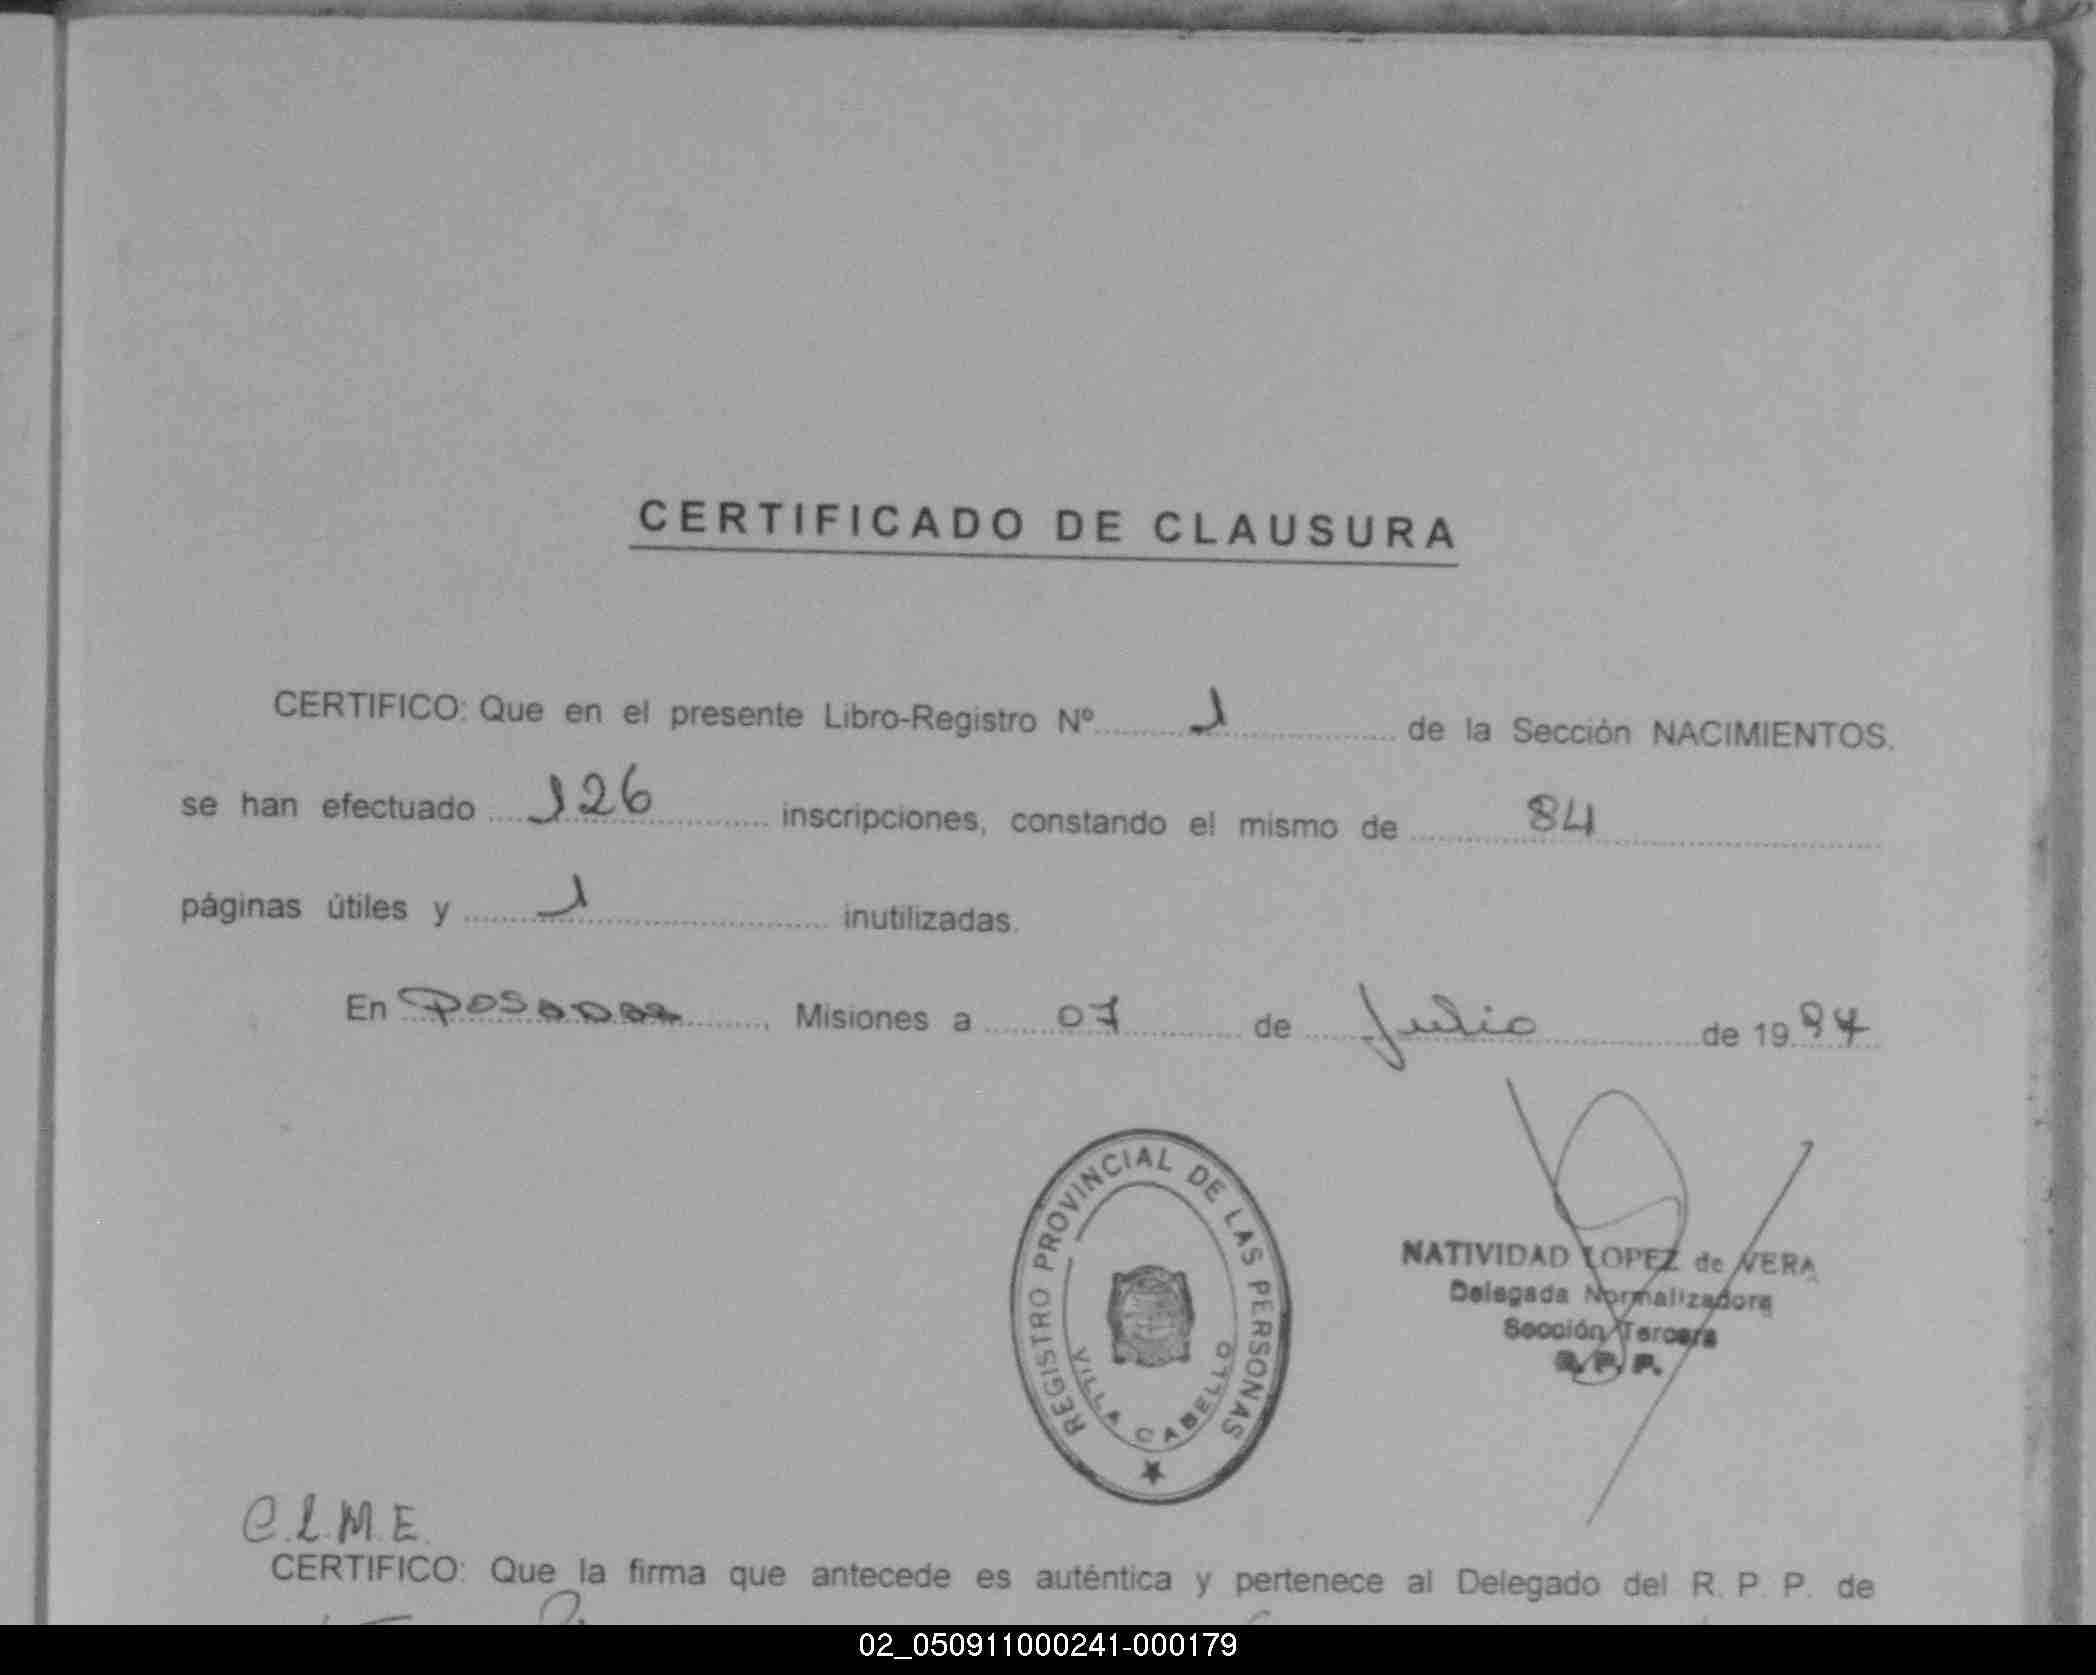 CERTIFICADO DE CLAUSURA
CERTIFICO: Que en el presente Libro-Registro Nº 1 de la Sección NACIMIENTOS.
se han efectuado 126 inscripciones, constando el mismo de 84
páginas útiles y 1 inutilizadas.
En Posadas, Misiones a 07 de Julio de 1994
REGISTRO PROVINCIAL DE LAS PERSONAS
VILLA CABELLO
NATIVIDAD LOPEZ de VERA
Delegada Normalizadora
Sección Tercera
R. P. P.
C.L.M.E.
CERTIFICO: Que la firma que antecede es auténtica y pertenece al Delegado del R. P. P. de
02_050911000241-000179